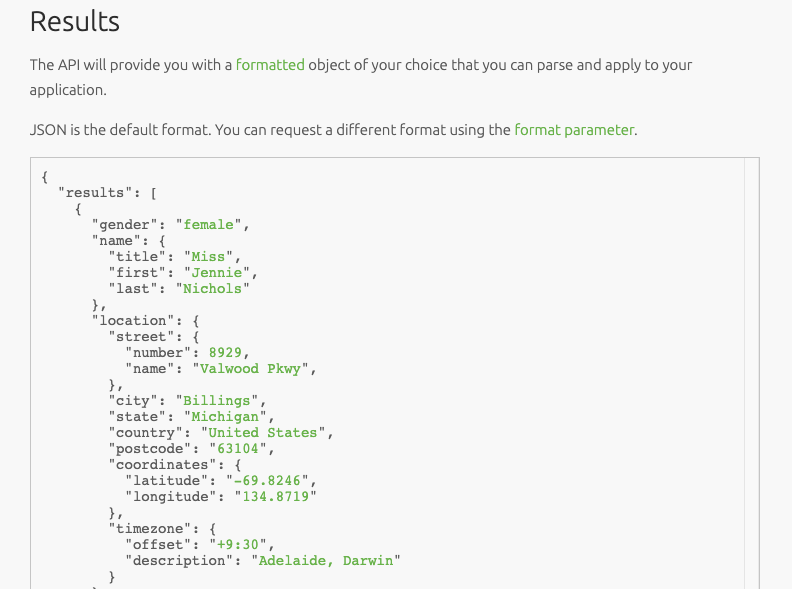 Results
The API will provide you with a formatted object of your choice that you can parse and apply to your
application.
JSON is the default format. You can request a different format using the format parameter.
{
  "results": [
    {
      "gender": "female",
      "name": {
        "title": "Miss",
        "first": "Jennie",
        "last": "Nichols"
      },
      "location": {
        "street": {
          "number": 8929,
          "name": "Valwood Pkwy",
        },
        "city": "Billings",
        "state": "Michigan",
        "country": "United States",
        "postcode": "63104",
        "coordinates": {
          "latitude": "-69.8246",
          "longitude": "134.8719"
        },
        "timezone": {
          "offset": "+9:30",
          "description": "Adelaide, Darwin"
        }